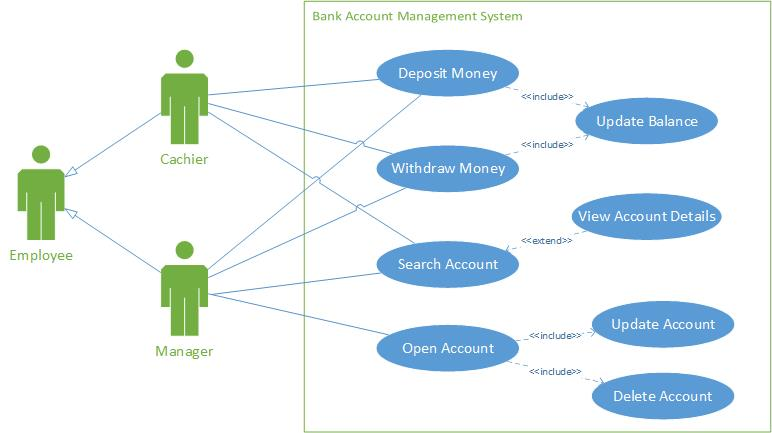 Bank Account Management System
Deposit Money
<<include>>
Update Balance
Cachier
Withdraw Money
<<include>>
View Account Details
Employee
Search Account
<<extend>>
Manager
Open Account
<<include>>
Update Account
<<include>>
Delete Account